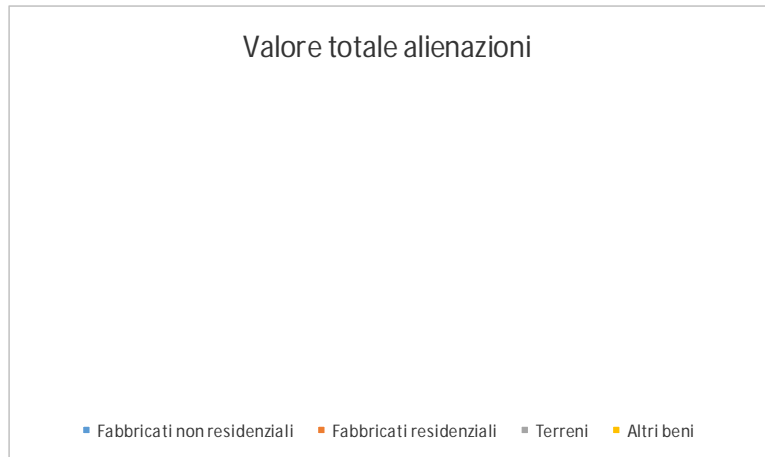 Valore totale alienazioni
Fabbricati non residenziali Fabbricati residenziali Terreni Altri beni